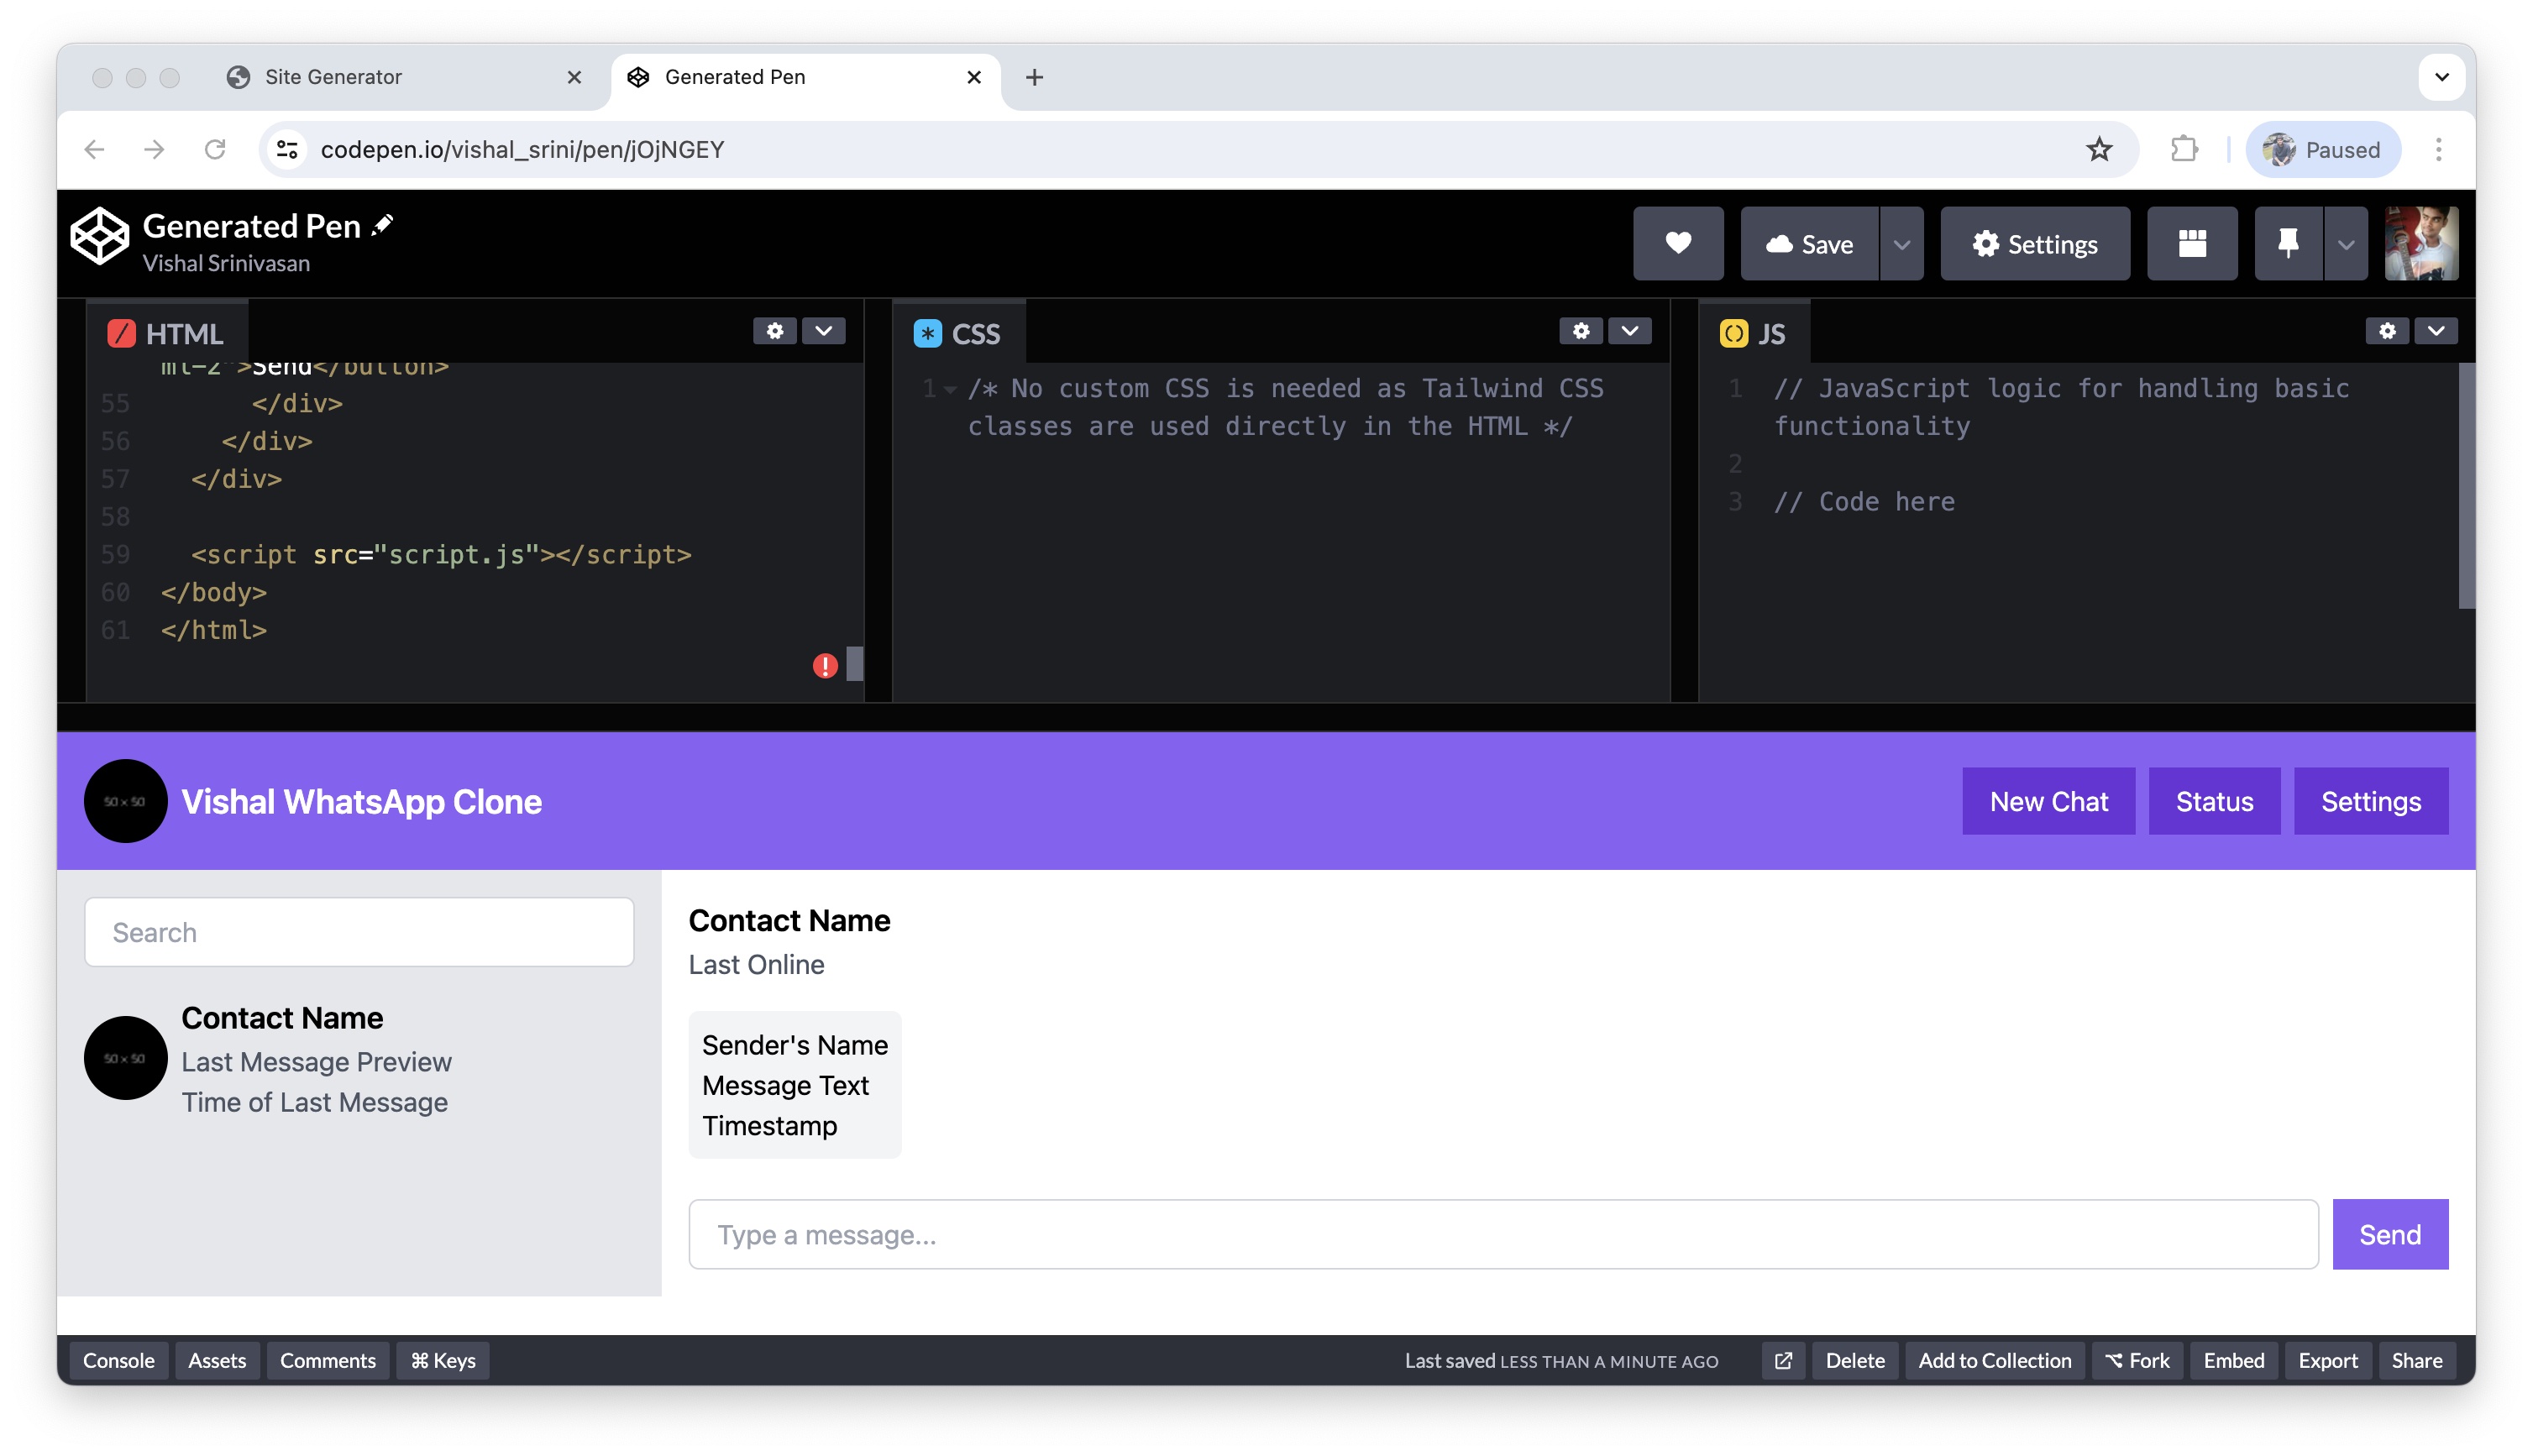 Site Generator
Generated Pen
codepen.io/vishal_srini/pen/jOjNGEY
Paused
Generated Pen
Vishal Srinivasan
Save
Settings
HTML
ml-2">Send</button>
55 </div>
56 </div>
57 </div>
58
59 <script src="script.js"></script>
60 </body>
61 </html>
CSS
1 /* No custom CSS is needed as Tailwind CSS
classes are used directly in the HTML */
JS
1 // JavaScript logic for handling basic
functionality
2
3 // Code here
50 x 50
Vishal WhatsApp Clone
New Chat
Status
Settings
Search
50 x 50
Contact Name
Last Message Preview
Time of Last Message
Contact Name
Last Online
Sender's Name
Message Text
Timestamp
Type a message...
Send
Console
Assets
Comments
⌘ Keys
Last saved LESS THAN A MINUTE AGO
Delete
Add to Collection
Fork
Embed
Export
Share